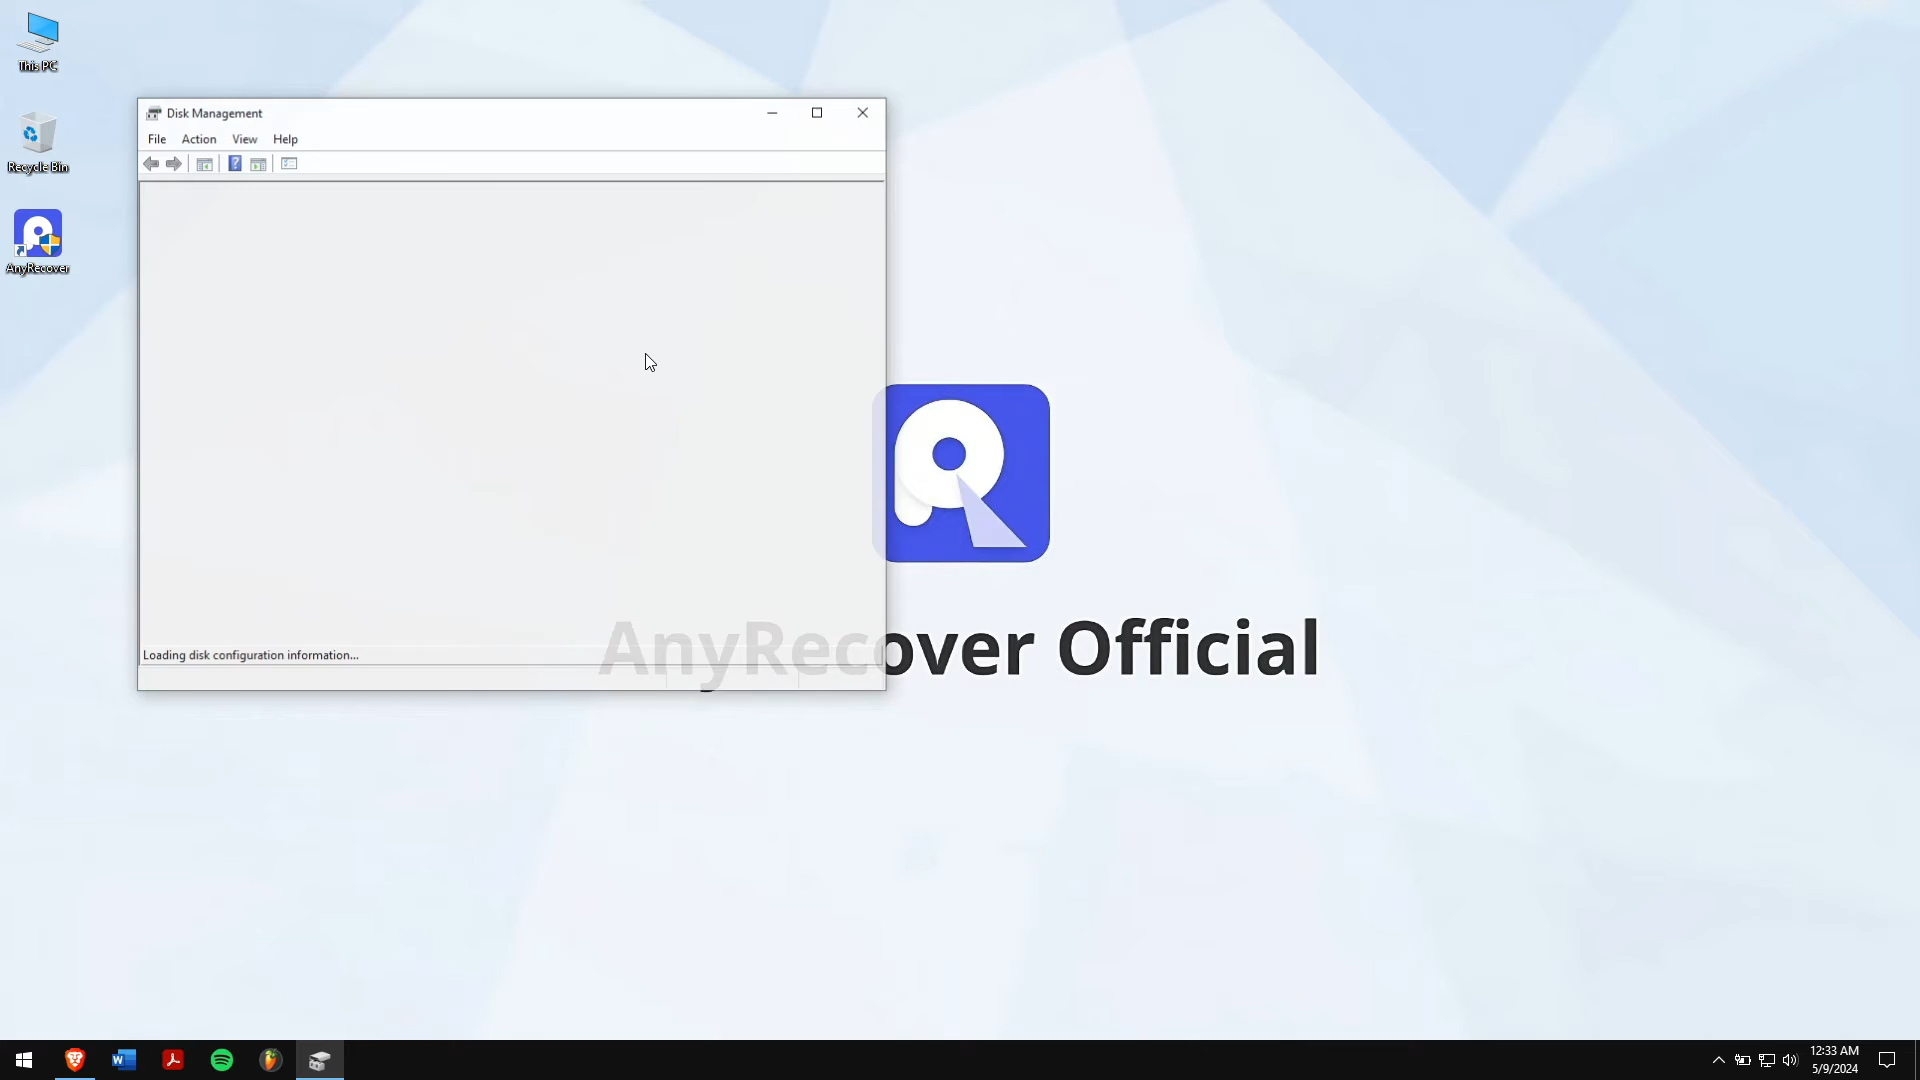 This PC
Recycle Bin
AnyRecover
Disk Management
File Action View Help
Loading disk configuration information...
AnyRecover Official
12:33 AM
5/9/2024